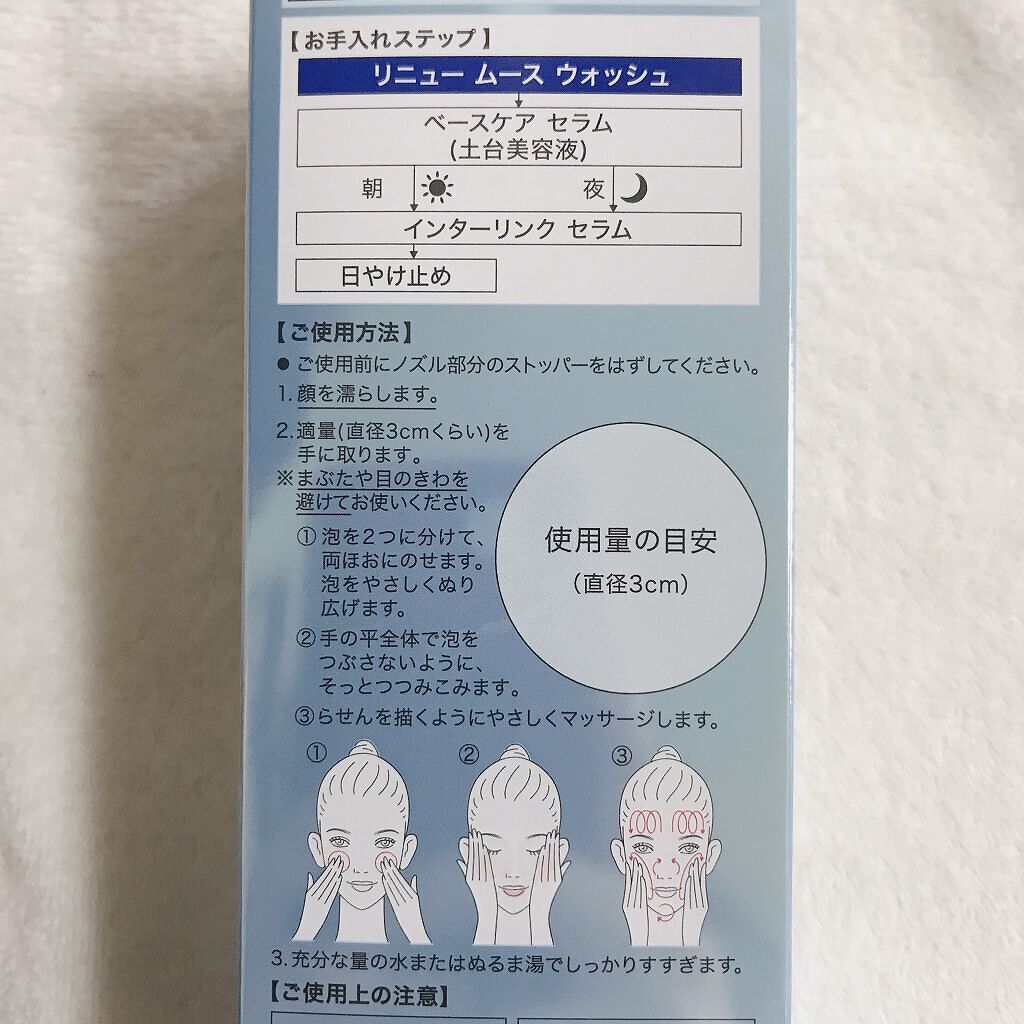 【お手入れステップ】
リニュー ムース ウォッシュ
ベースケア セラム
(土台美容液)
朝
夜
インターリンク セラム
日やけ止め
【ご使用方法】
● ご使用前にノズル部分のストッパーをはずしてください。
1.顔を濡らします。
2.適量(直径3cmくらい)を
手に取ります。
※まぶたや目のきわを
避けてお使いください。
①泡を2つに分けて、
両ほおにのせます。
泡をやさしくぬり
広げます。
②手の平全体で泡を
つぶさないように、
そっとつつみこみます。
③らせんを描くようにやさしくマッサージします。
使用量の目安
(直径3cm)
①
②
③
3.充分な量の水またはぬるま湯でしっかりすすぎます。
【ご使用上の注意】